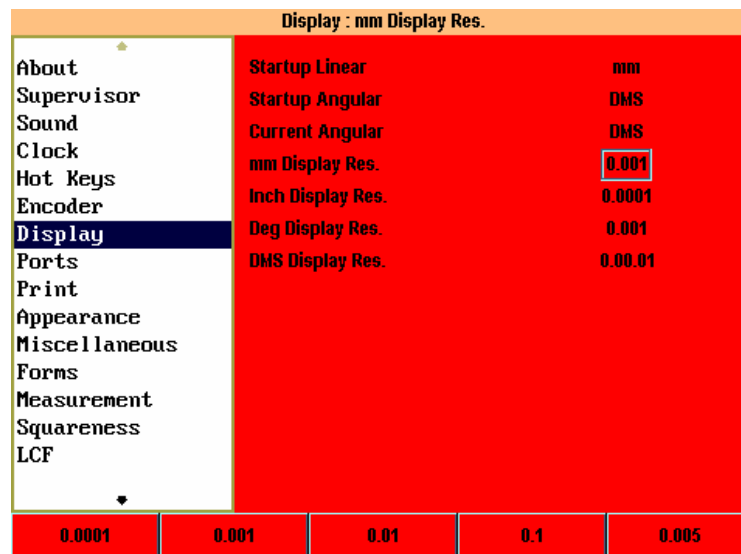 Display : mm Display Res.
About
Supervisor
Sound
Clock
Hot Keys
Encoder
Display
Ports
Print
Appearance
Miscellaneous
Forms
Measurement
Squareness
LCF
Startup Linear mm
Startup Angular DMS
Current Angular DMS
mm Display Res. 0.001
Inch Display Res. 0.0001
Deg Display Res. 0.001
DMS Display Res. 0.00.01
0.0001 0.001 0.01 0.1 0.005